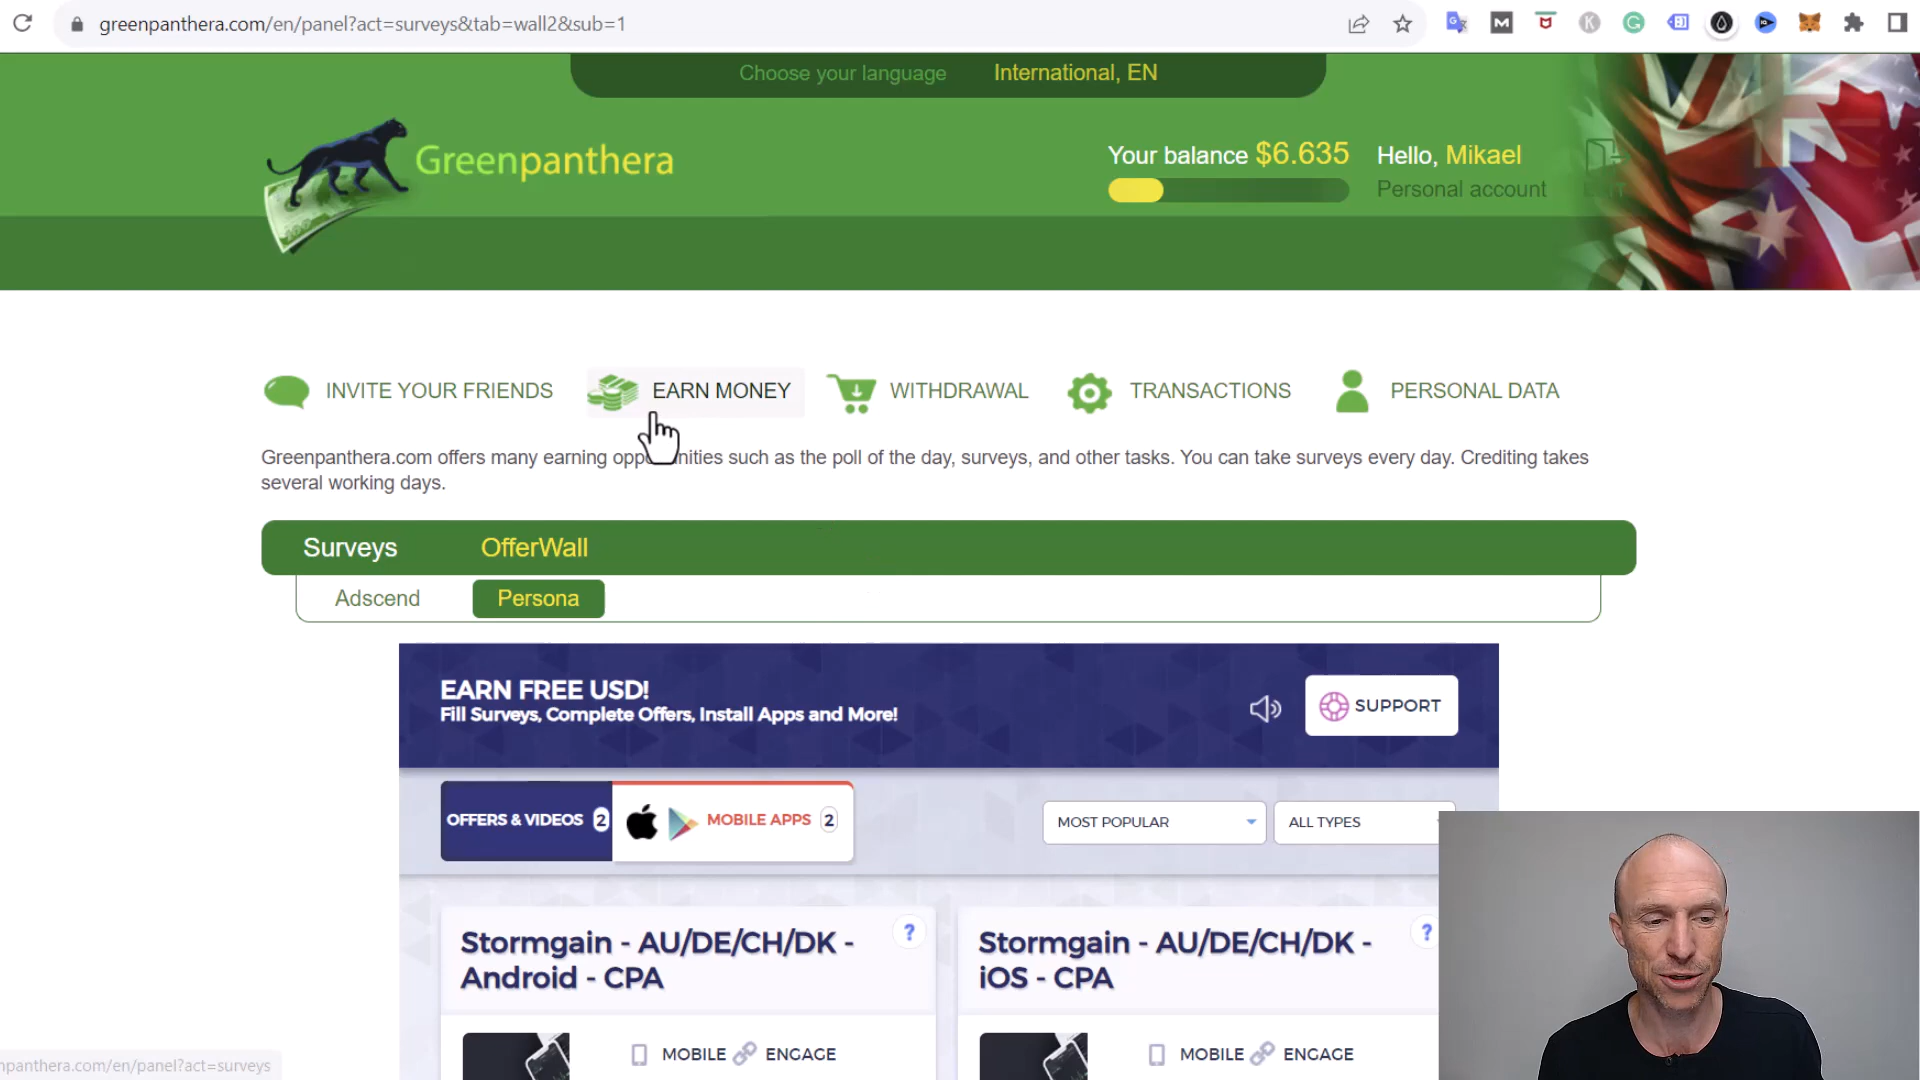 greenpanthera.com/en/panel?act=surveys&tab=wall2&sub=1
Choose your language International, EN
Greenpanthera
Your balance $6.635 Hello, Mikael
Personal account
INVITE YOUR FRIENDS EARN MONEY WITHDRAWAL TRANSACTIONS PERSONAL DATA
Greenpanthera.com offers many earning opportunities such as the poll of the day, surveys, and other tasks. You can take surveys every day. Crediting takes
several working days.
Surveys OfferWall
Adscend Persona
EARN FREE USD!
Fill Surveys, Complete Offers, Install Apps and More!
SUPPORT
OFFERS & VIDEOS 2 MOBILE APPS 2 MOST POPULAR ALL TYPES
Stormgain - AU/DE/CH/DK - ?
Android - CPA
Stormgain - AU/DE/CH/DK - ?
iOS - CPA
MOBILE ENGAGE MOBILE ENGAGE
npanthera.com/en/panel?act=surveys